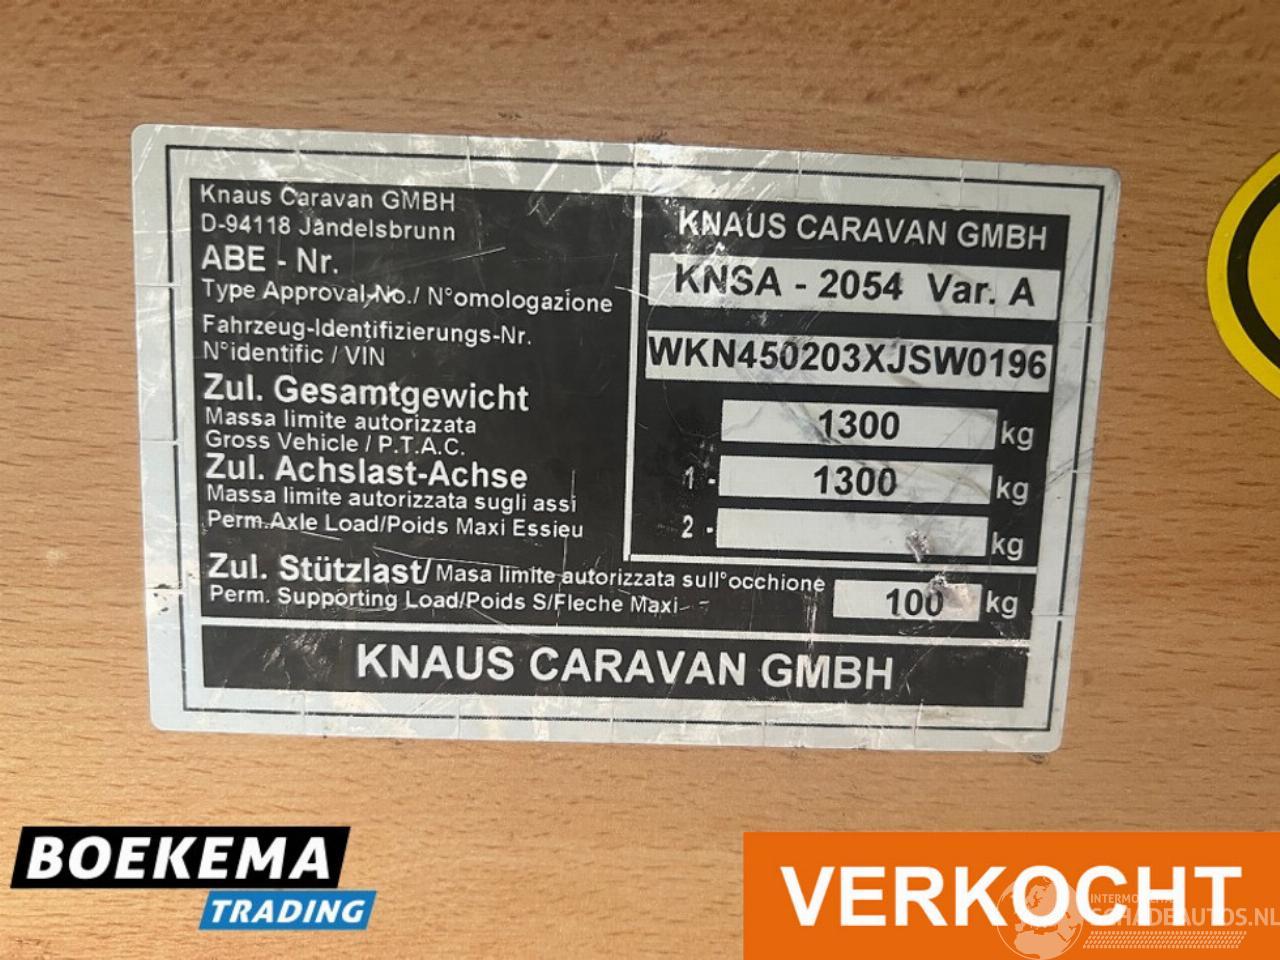 Knaus Caravan GMBH
D-94118 Jandelsbrunn
ABE - Nr.
Type Approval-No./ N°omologazione
Fahrzeug-Identifizierungs-Nr.
N°identific / VIN
Zul. Gesamtgewicht
Massa limite autorizzata
Gross Vehicle / P.T.A.C.
Zul. Achslast-Achse
Massa limite autorizzata sugli assi
Perm.Axle Load/Poids Maxi Essieu
KNAUS CARAVAN GMBH
KNSA - 2054 Var. A
WKN450203XJSW0196
1300 kg
1 - 1300 kg
2 - kg
Zul. Stützlast/ Masa limite autorizzata sull°occhione
Perm. Supporting Load/Poids S/Fleche Maxi
100 kg
KNAUS CARAVAN GMBH
BOEKEMA
TRADING
VERKOCHT
SCHADEAUTOS.NL